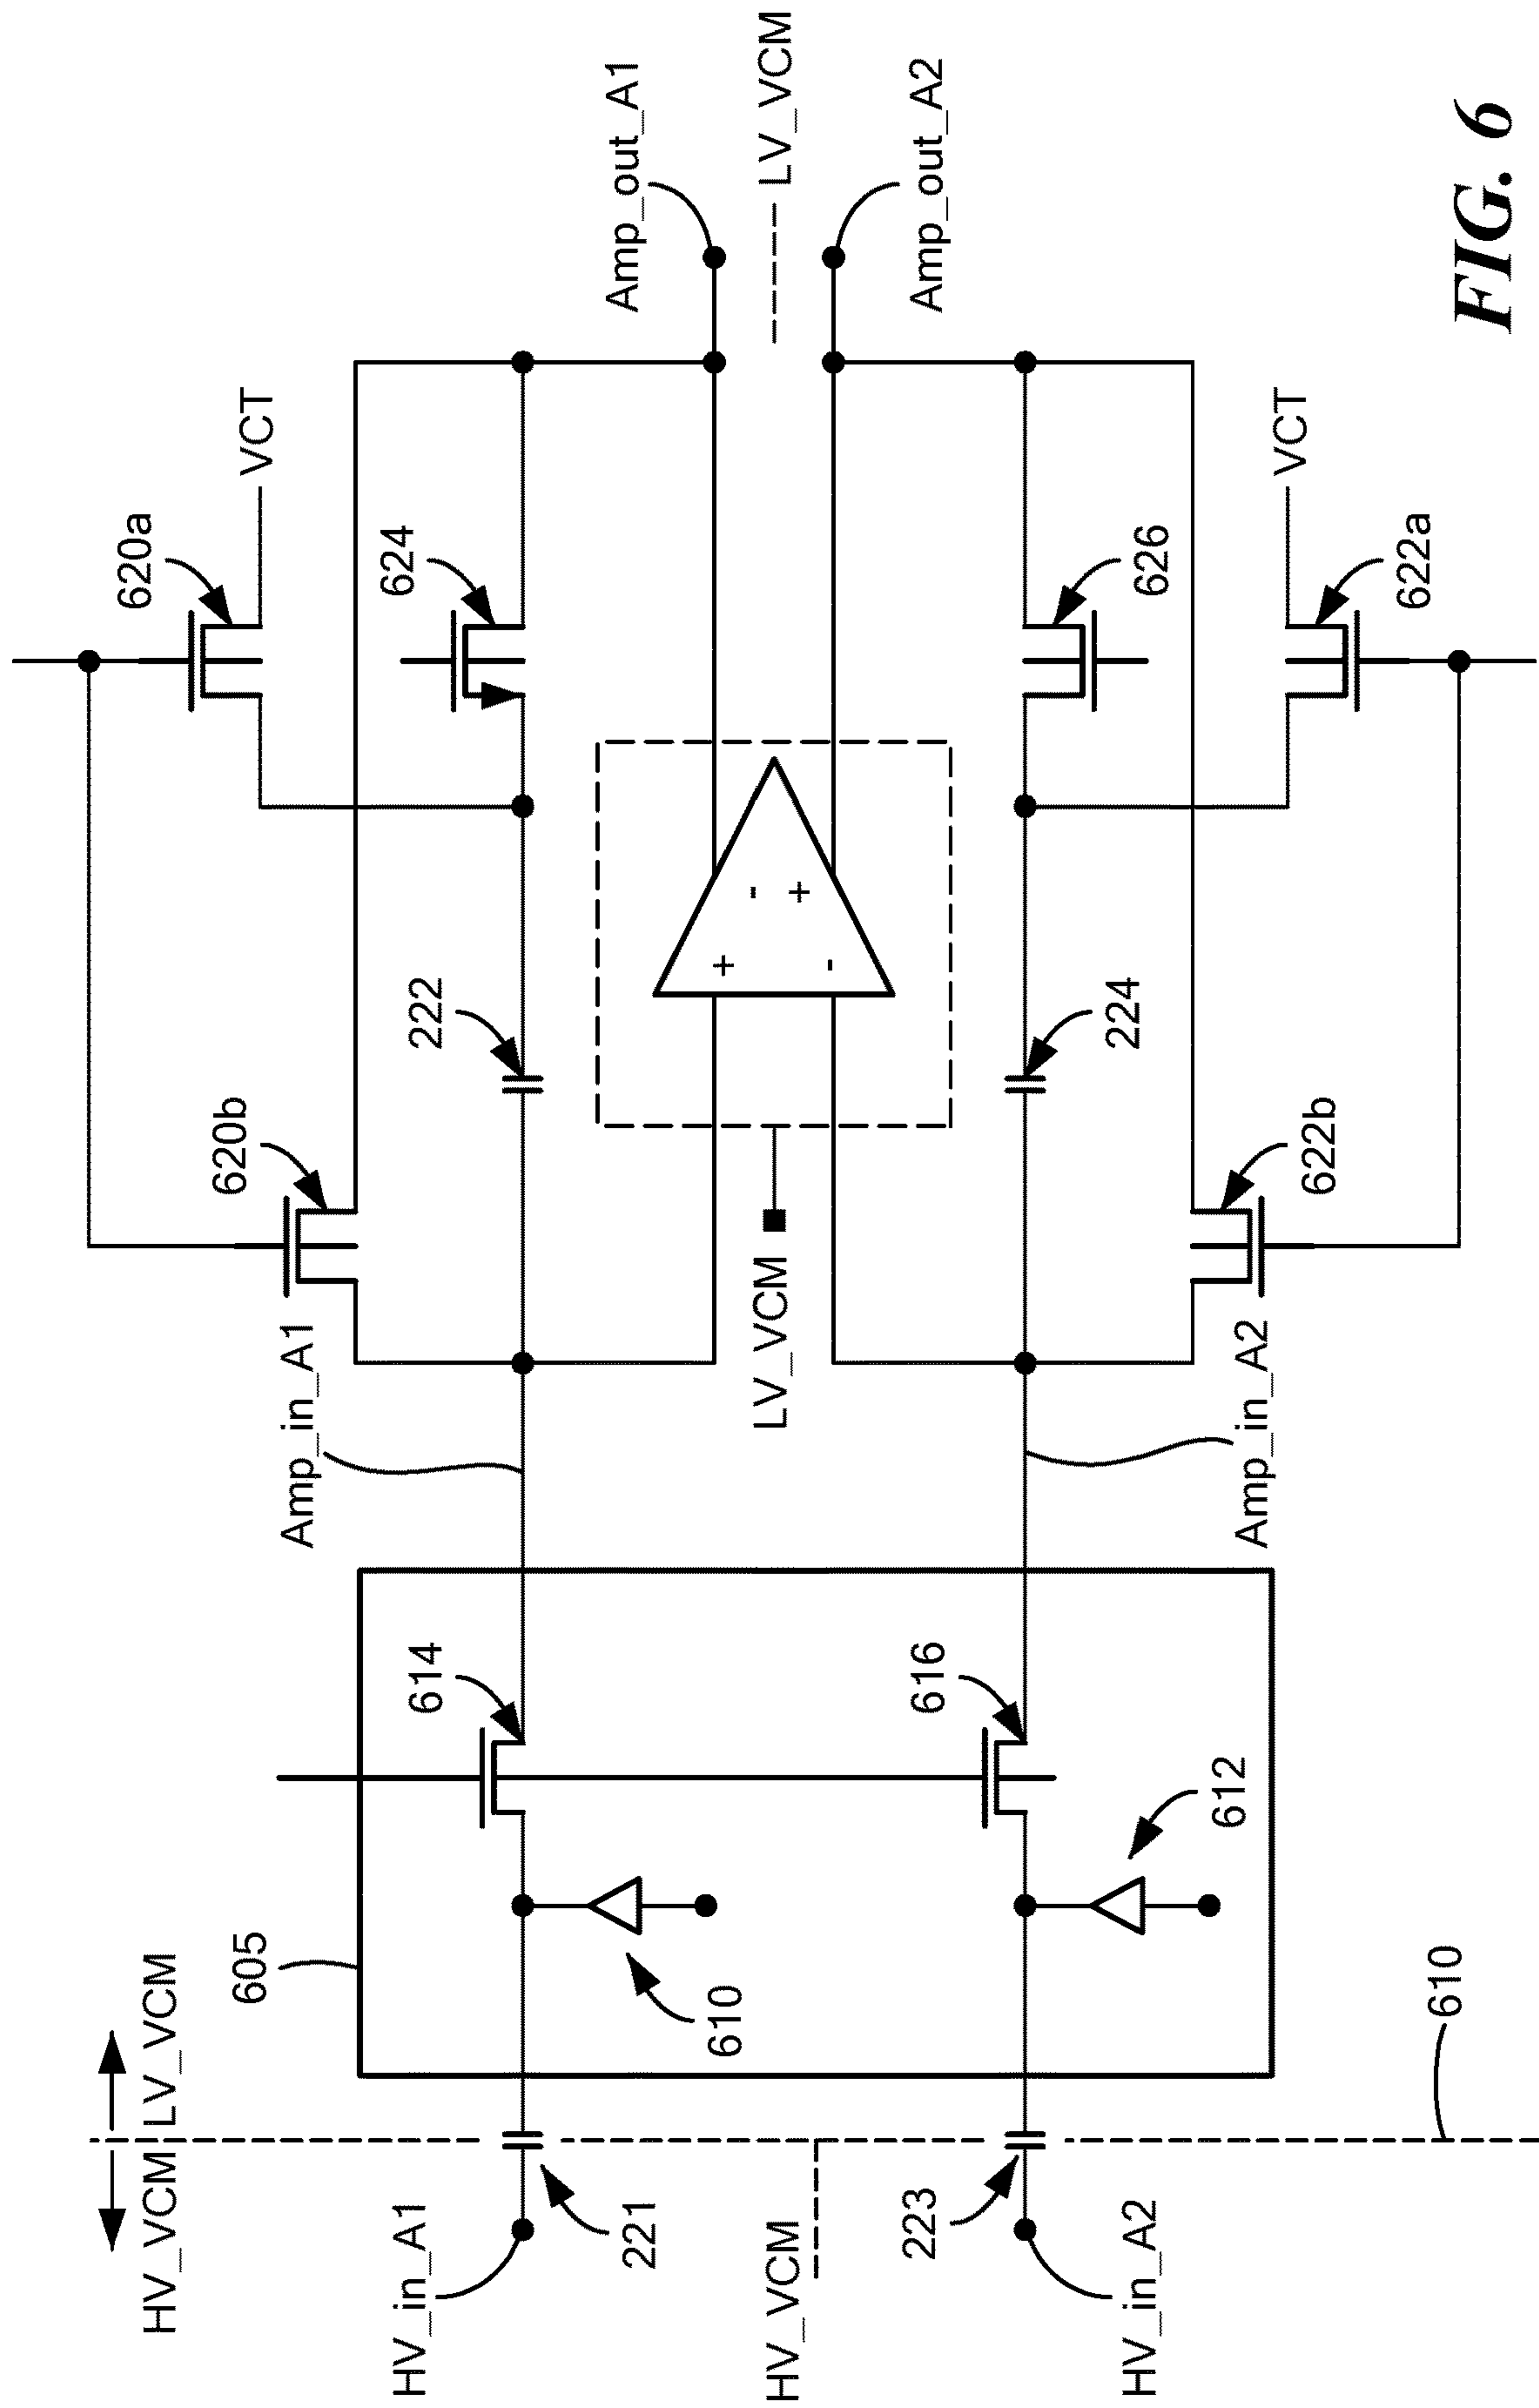 620a
VCT
620b
624
222
Amp_in_A1
Amp_out_A1
614
605
HV_VCM
LV_VCM
HV_in_A1
221
610
HV_VCM
LV_VCM
+
-
-
+
LV_VCM
Amp_out_A2
616
612
223
HV_in_A2
Amp_in_A2
224
626
622b
622a
VCT
610
FIG. 6